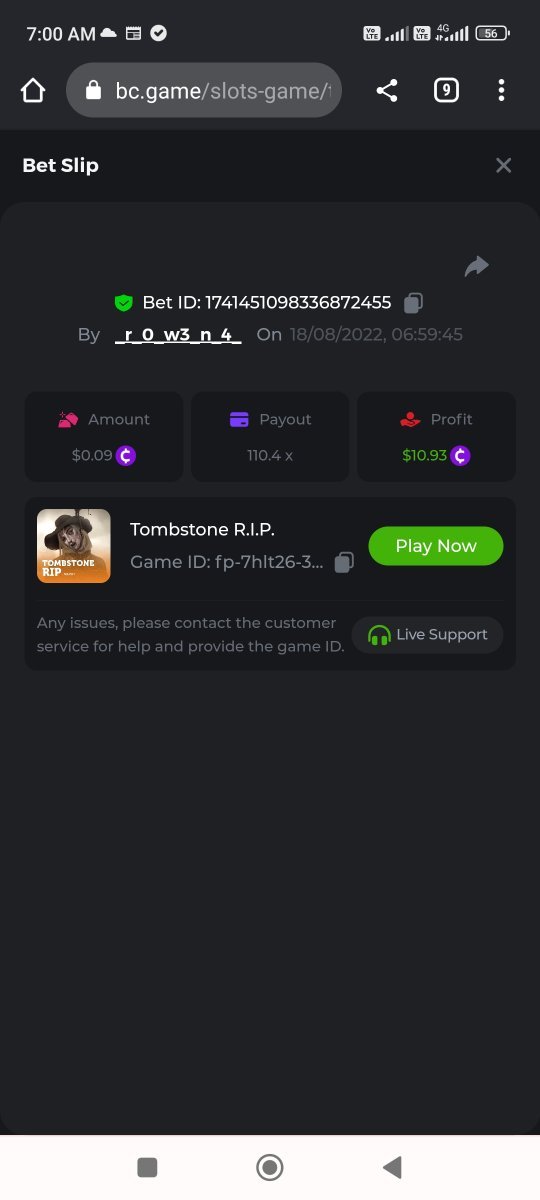 7:00 AM Vo LTE Vo LTE 4G 56
bc.game/slots-game/t 9
Bet Slip
Bet ID: 1741451098336872455
By _r_0_w3_n_4_ On 18/08/2022, 06:59:45
Amount Payout Profit
$0.09 110.4 x $10.93
TOMBSTONE
RIP
Tombstone R.I.P.
Game ID: fp-7hlt26-3...
Play Now
Any issues, please contact the customer
service for help and provide the game ID.
Live Support